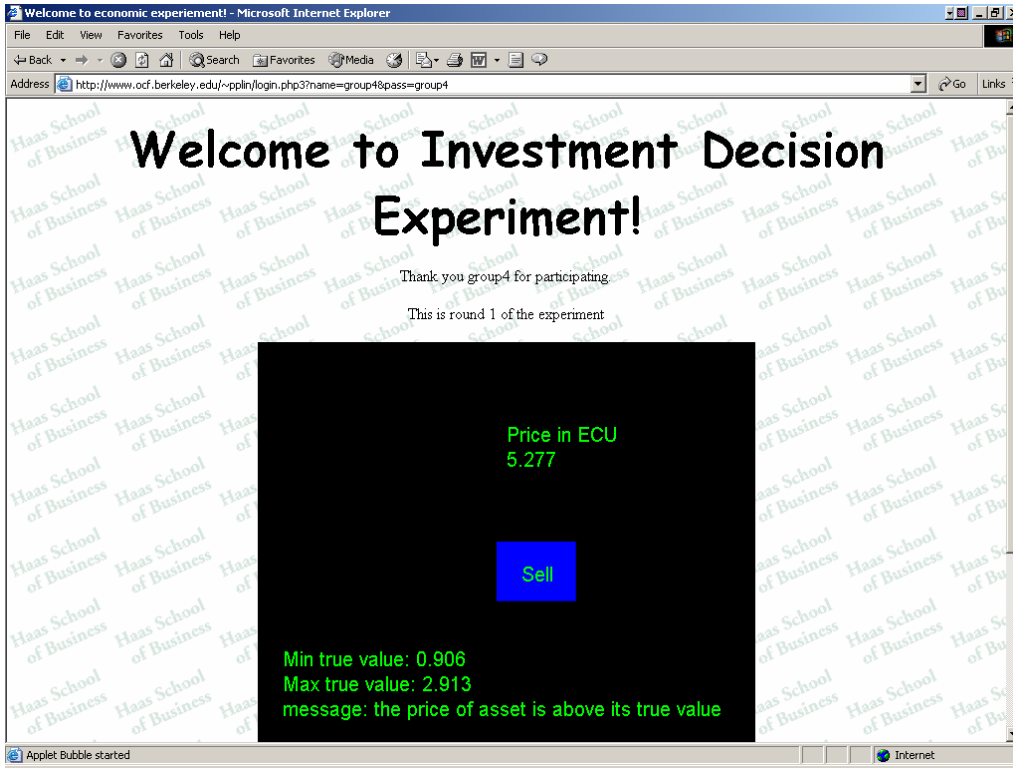 Welcome to economic experiement! - Microsoft Internet Explorer
File Edit View Favorites Tools Help
Back Search Favorites Media
Address http://www.ocf.berkeley.edu/~pplin/login.php3?name=group4&pass=group4 Go Links
Haas School of Business
Welcome to Investment Decision
Experiment!
Thank you group4 for participating.
This is round 1 of the experiment
Price in ECU
5.277
Sell
Min true value: 0.906
Max true value: 2.913
message: the price of asset is above its true value
Applet Bubble started Internet